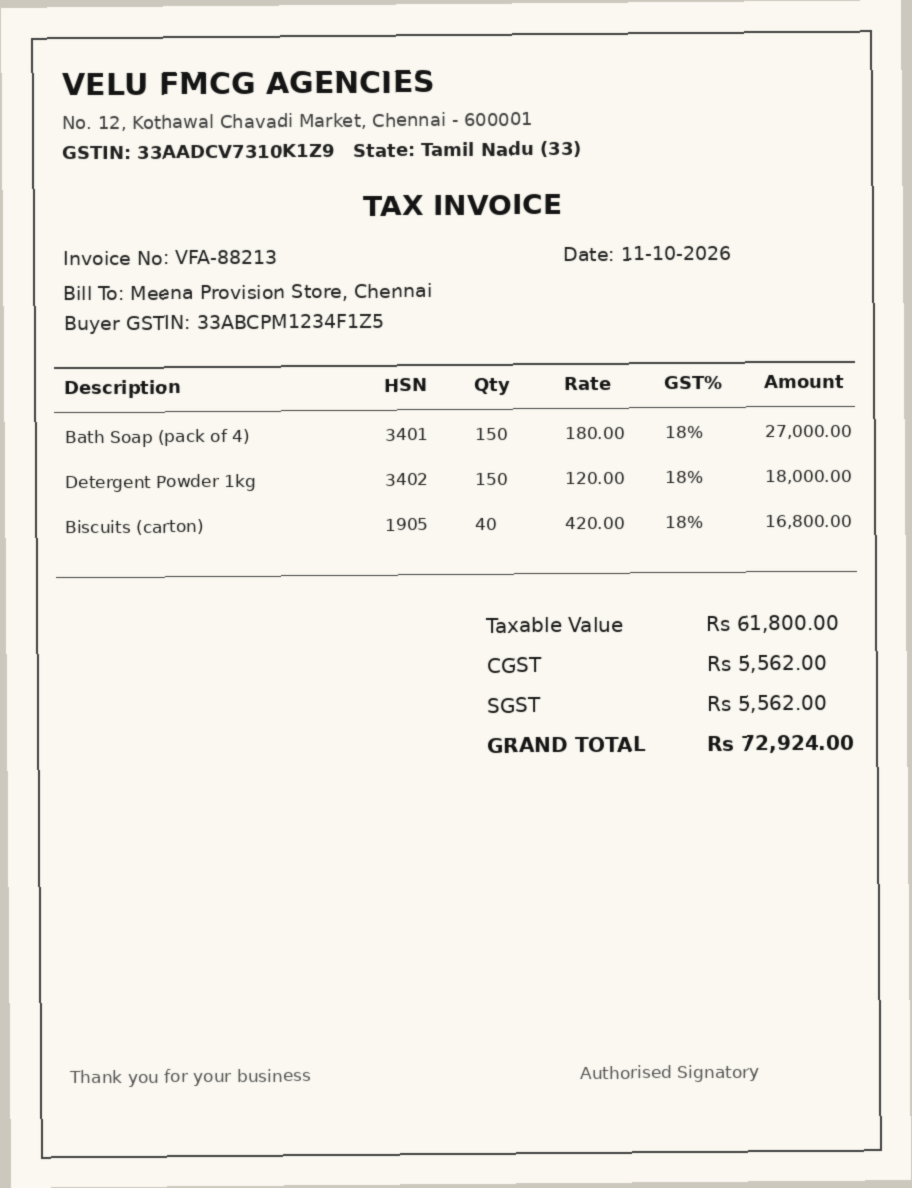 VELU FMCG AGENCIES
No. 12, Kothawal Chavadi Market, Chennai - 600001
GSTIN: 33AADCV7310K1Z9 State: Tamil Nadu (33)
TAX INVOICE
Invoice No: VFA-88213 Date: 11-10-2026
Bill To: Meena Provision Store, Chennai
Buyer GSTIN: 33ABCPM1234F1Z5
Description HSN Qty Rate GST% Amount
Bath Soap (pack of 4) 3401 150 180.00 18% 27,000.00
Detergent Powder 1kg 3402 150 120.00 18% 18,000.00
Biscuits (carton) 1905 40 420.00 18% 16,800.00
Taxable Value Rs 61,800.00
CGST Rs 5,562.00
SGST Rs 5,562.00
GRAND TOTAL Rs 72,924.00
Thank you for your business Authorised Signatory